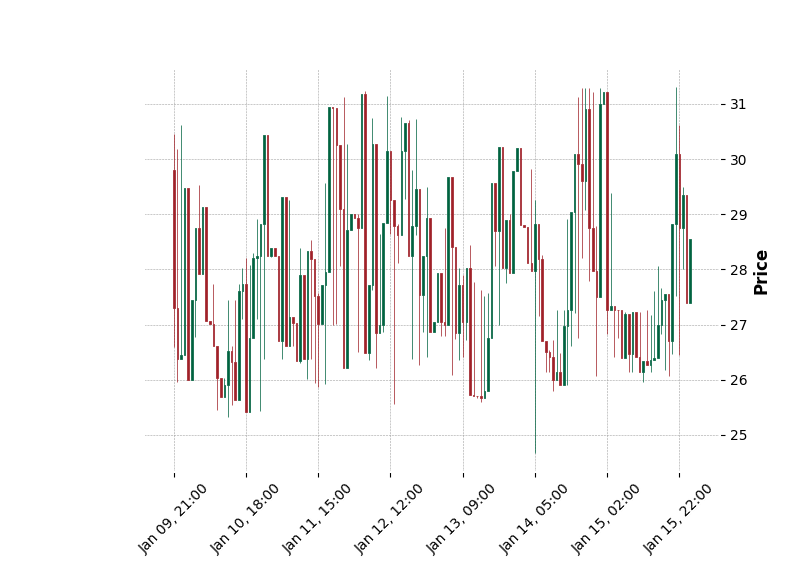 31
30
29
28
27
26
25
Price
Jan 09, 21:00
Jan 10, 18:00
Jan 11, 15:00
Jan 12, 12:00
Jan 13, 09:00
Jan 14, 05:00
Jan 15, 02:00
Jan 15, 22:00